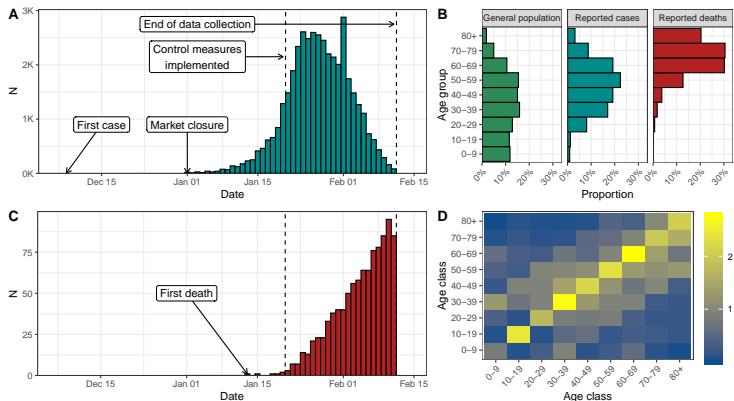 A
3K
2K
1K
0K
N
End of data collection
Control measures
implemented
First case
Market closure
Dec 15
Jan 01
Jan 15
Feb 01
Feb 15
Date
B
General population
Reported cases
Reported deaths
80+
70−79
60−69
50−59
40−49
30−39
20−29
10−19
0−9
Age group
0%
10%
20%
30%
0%
10%
20%
30%
0%
10%
20%
30%
Proportion
C
75
50
25
0
N
First death
Dec 15
Jan 01
Jan 15
Feb 01
Feb 15
Date
D
80+
70−79
60−69
50−59
40−49
30−39
20−29
10−19
0−9
Age class
0−9
10−19
20−29
30−39
40−49
50−59
60−69
70−79
80+
Age class
2
1